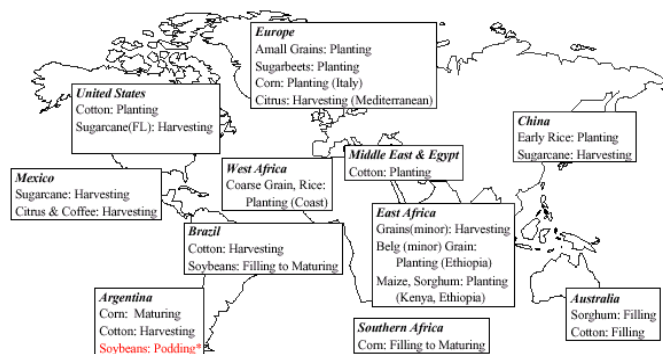 Europe
Amall Grains: Planting
Sugarbeets: Planting
Corn: Planting (Italy)
Citrus: Harvesting (Mediterranean)
United States
Cotton: Planting
Sugarcane(FL): Harvesting
China
Early Rice: Planting
Sugarcane: Harvesting
Middle East & Egypt
Cotton: Planting
West Africa
Coarse Grain, Rice:
Planting (Coast)
Mexico
Sugarcane: Harvesting
Citrus & Coffee: Harvesting
East Africa
Grains(minor): Harvesting
Belg (minor) Grain:
Planting (Ethiopia)
Maize, Sorghum: Planting
(Kenya, Ethiopia)
Brazil
Cotton: Harvesting
Soybeans: Filling to Maturing
Argentina
Corn: Maturing
Cotton: Harvesting
Soybeans: Podding*
Australia
Sorghum: Filling
Cotton: Filling
Southern Africa
Corn: Filling to Maturing